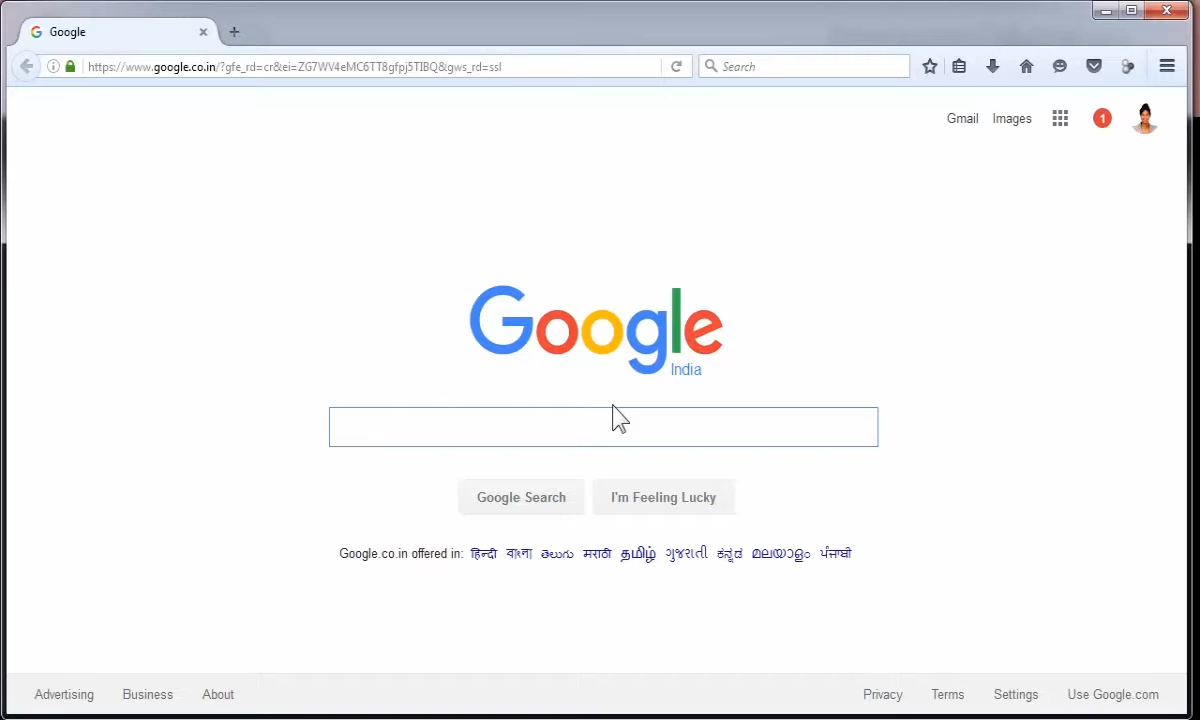 Google
https://www.google.co.in/?gfe_rd=cr&ei=ZG7WV4eMC6TT8gfpj5TIBQ&gws_rd=ssl
Search
Gmail Images 1
Google
India
Google Search I'm Feeling Lucky
Google.co.in offered in: हिन्दी বাংলা తెలుగు मराठी தமிழ் ગુજરાતી ಕನ್ನಡ മലയാളം ਪੰਜਾਬੀ
Advertising Business About Privacy Terms Settings Use Google.com